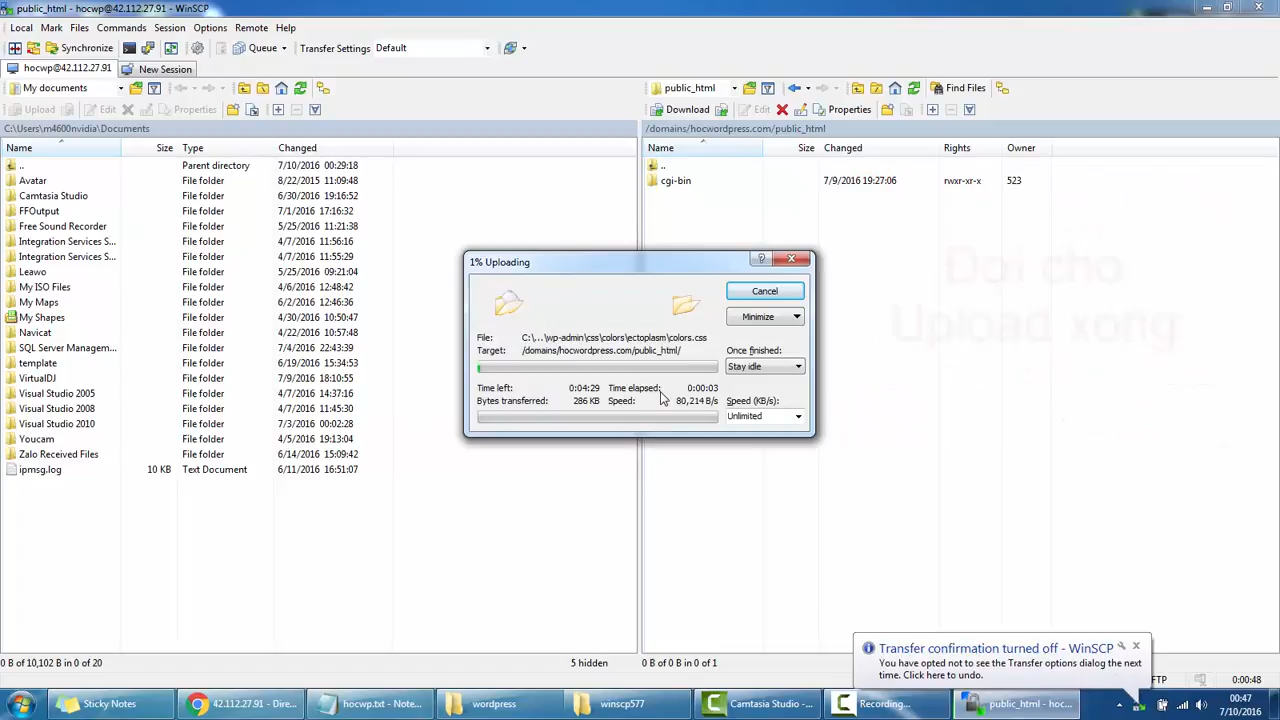 public_html - hocwp@42.112.27.91 - WinSCP
Local Mark Files Commands Session Options Remote Help
Synchronize Queue Transfer Settings Default
hocwp@42.112.27.91 New Session
My documents public_html Find Files
Upload Edit Properties Download Edit Properties
C:\Users\m4600nvidia\Documents /domains/hocwordpress.com/public_html
Name Size Type Changed Name Size Changed Rights Owner
.. Parent directory 7/10/2016 00:29:18 ..
Avatar File folder 8/22/2015 11:09:48 cgi-bin 7/9/2016 19:27:06 rwxr-xr-x 523
Camtasia Studio File folder 6/30/2016 19:16:52
FFOutput File folder 7/1/2016 17:16:32
Free Sound Recorder File folder 5/25/2016 11:21:38
Integration Services S... File folder 4/7/2016 11:56:16
Integration Services S... File folder 4/7/2016 11:55:29
Leawo File folder 5/25/2016 09:21:04
My ISO Files File folder 4/6/2016 12:48:42
My Maps File folder 6/2/2016 12:46:36
My Shapes File folder 4/30/2016 10:50:47
Navicat File folder 4/22/2016 10:57:48
SQL Server Managem... File folder 7/4/2016 22:43:39
template File folder 6/19/2016 15:34:53
VirtualDJ File folder 7/9/2016 18:10:55
Visual Studio 2005 File folder 4/7/2016 14:37:16
Visual Studio 2008 File folder 4/7/2016 11:45:30
Visual Studio 2010 File folder 7/3/2016 00:02:28
Youcam File folder 4/5/2016 19:13:04
Zalo Received Files File folder 6/14/2016 15:09:42
ipmsg.log 10 KB Text Document 6/11/2016 16:51:07
1% Uploading
Cancel
Minimize
File: C:\...\wp-admin\css\colors\ectoplasm\colors.css
Target: /domains/hocwordpress.com/public_html/
Once finished:
Stay idle
Time left: 0:04:29 Time elapsed: 0:00:03
Bytes transferred: 286 KB Speed: 80,214 B/s
Speed (KB/s):
Unlimited
Doi cho
Upload xong
Transfer confirmation turned off - WinSCP
You have opted not to see the Transfer options dialog the next
time. Click here to undo.
0 B of 10,102 B in 0 of 20 5 hidden 0 B of 0 B in 0 of 1
FTP 0:00:48
Sticky Notes 42.112.27.91 - Dire... hocwp.txt - Note... wordpress winscp577 Camtasia Studio -... Recording... public_html - hoc...
00:47
7/10/2016